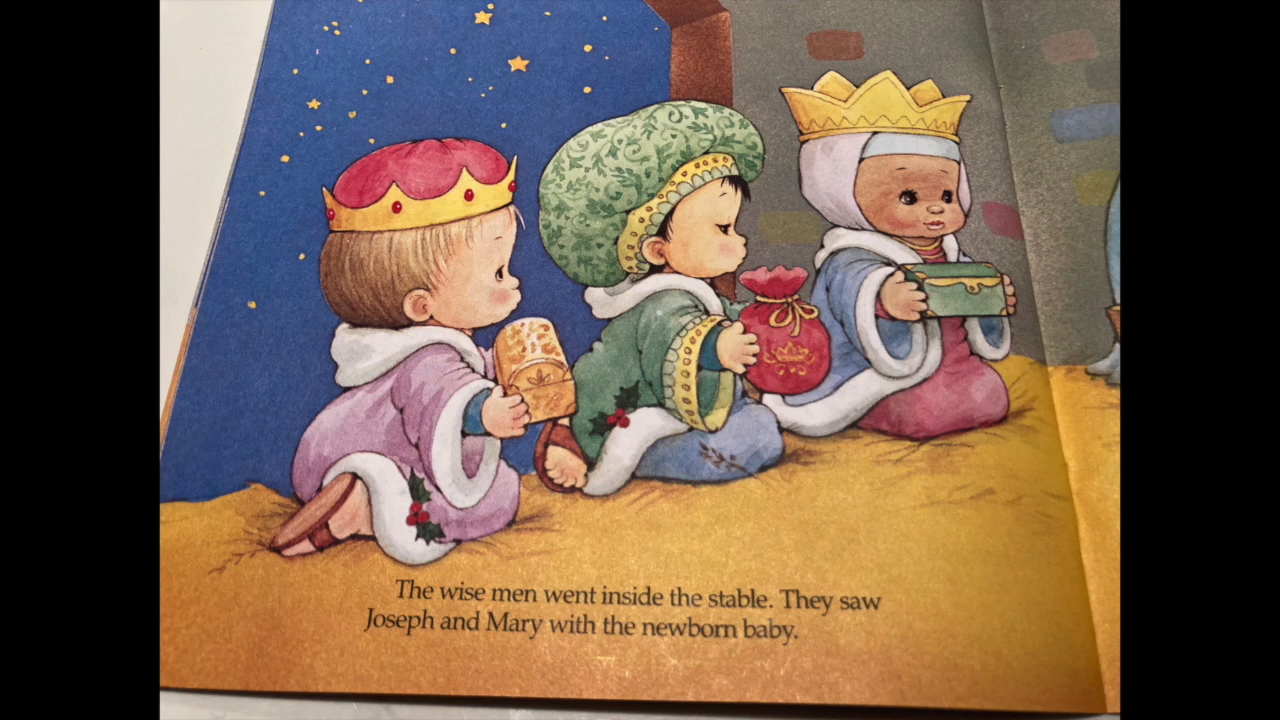 The wise men went inside the stable. They saw
Joseph and Mary with the newborn baby.